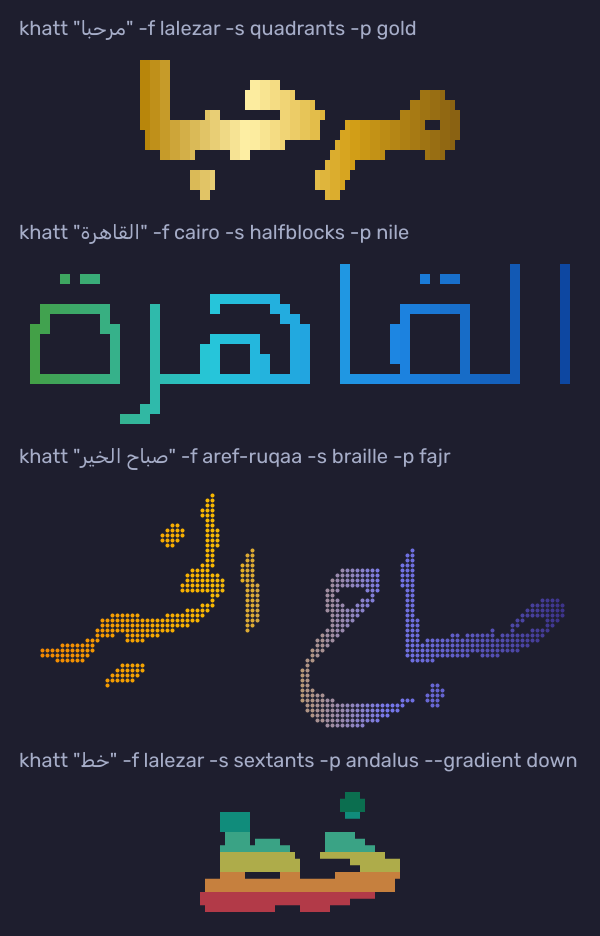 khatt "مرحبا" -f lalezar -s quadrants -p gold
مرحبا
khatt "القاهرة" -f cairo -s halfblocks -p nile
القاهرة
khatt "صباح الخير" -f aref-ruqaa -s braille -p fajr
صباح الخير
khatt "خط" -f lalezar -s sextants -p andalus --gradient down
خط